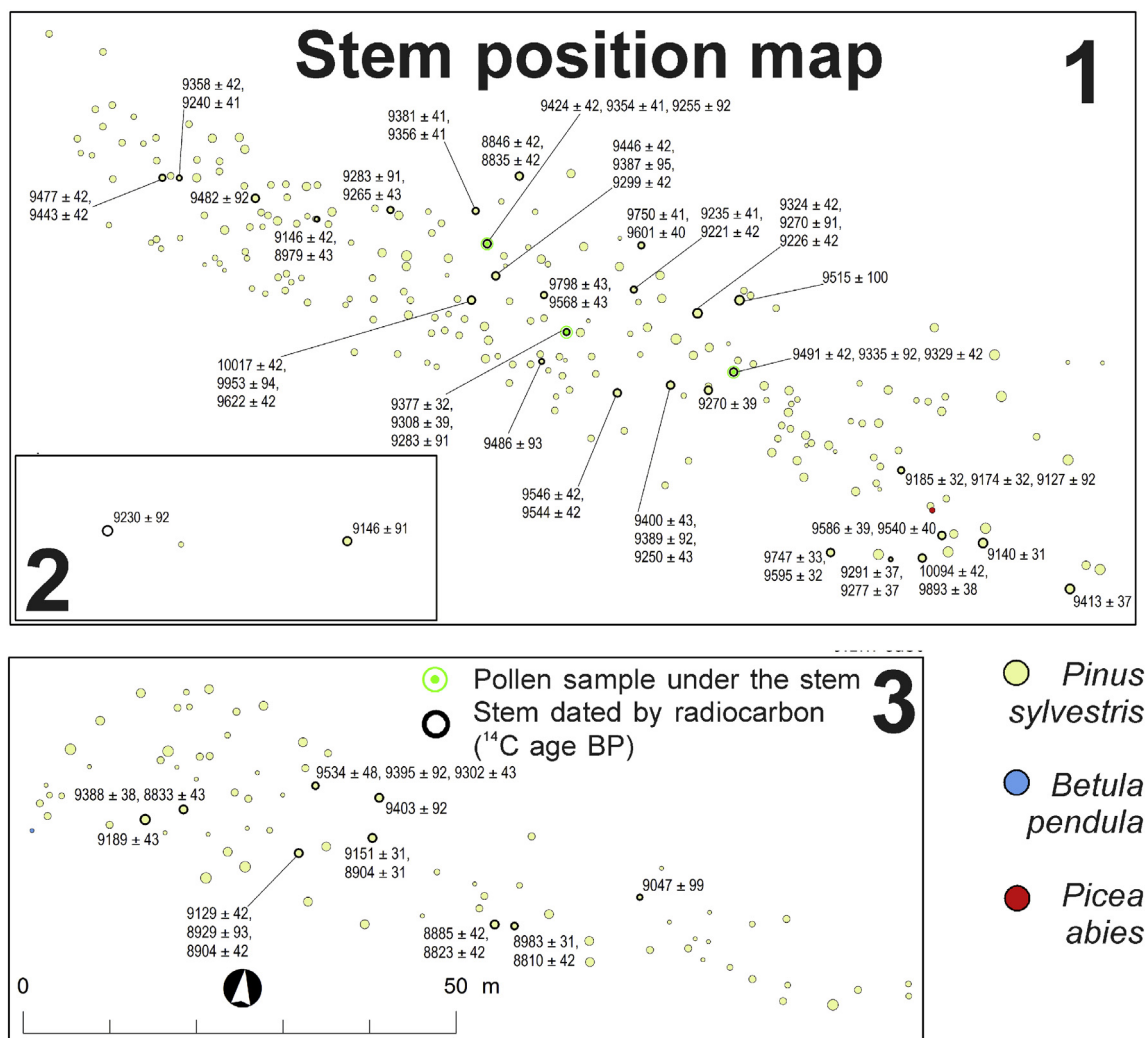 Stem position map
1
9358 ± 42,
9240 ± 41
9424 ± 42, 9354 ± 41, 9255 ± 92
9381 ± 41,
9356 ± 41
8846 ± 42,
8835 ± 42
9446 ± 42,
9387 ± 95,
9299 ± 42
9477 ± 42,
9443 ± 42
9482 ± 92
9283 ± 91,
9265 ± 43
9146 ± 42,
8979 ± 43
9750 ± 41,
9601 ± 40
9235 ± 41,
9221 ± 42
9324 ± 42,
9270 ± 91,
9226 ± 42
9798 ± 43,
9568 ± 43
9515 ± 100
10017 ± 42,
9953 ± 94,
9622 ± 42
9491 ± 42, 9335 ± 92, 9329 ± 42
9377 ± 32,
9308 ± 39,
9283 ± 91
9486 ± 93
9270 ± 39
9546 ± 42,
9544 ± 42
9400 ± 43,
9389 ± 92,
9250 ± 43
9185 ± 32, 9174 ± 32, 9127 ± 92
9586 ± 39, 9540 ± 40
9140 ± 31
9747 ± 33,
9595 ± 32
9291 ± 37,
9277 ± 37
10094 ± 42,
9893 ± 38
9413 ± 37
2
9230 ± 92
9146 ± 91
3
Pollen sample under the stem
Stem dated by radiocarbon
(¹⁴C age BP)
9534 ± 48, 9395 ± 92, 9302 ± 43
9388 ± 38, 8833 ± 43
9403 ± 92
9189 ± 43
9151 ± 31,
8904 ± 31
9129 ± 42,
8929 ± 93,
8904 ± 42
9047 ± 99
8885 ± 42,
8823 ± 42
8983 ± 31,
8810 ± 42
0 50 m
Pinus
sylvestris
Betula
pendula
Picea
abies